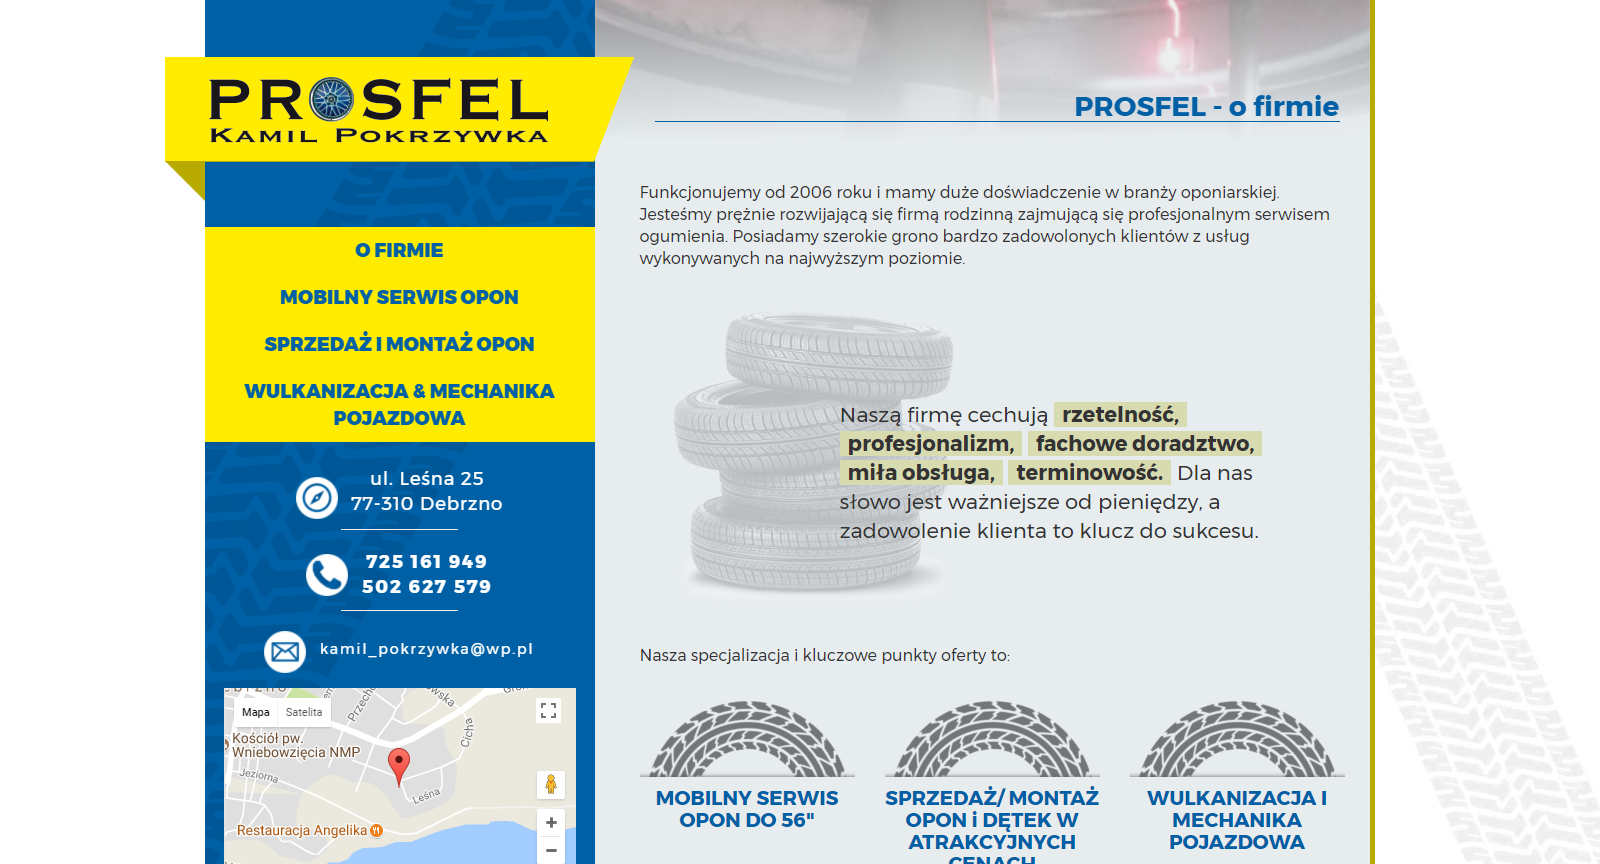 PROSFEL
KAMIL POKRZYWKA
O FIRMIE
MOBILNY SERWIS OPON
SPRZEDAŻ I MONTAŻ OPON
WULKANIZACJA & MECHANIKA
POJAZDOWA
ul. Leśna 25
77-310 Debrzno
725 161 949
502 627 579
kamil_pokrzywka@wp.pl
Mapa Satelita
Kościół pw.
Wniebowzięcia NMP
Jeziorna
Cicha
Leśna
Restauracja Angelika
PROSFEL - o firmie
Funkcjonujemy od 2006 roku i mamy duże doświadczenie w branży oponiarskiej.
Jesteśmy prężnie rozwijającą się firmą rodzinną zajmującą się profesjonalnym serwisem
ogumienia. Posiadamy szerokie grono bardzo zadowolonych klientów z usług
wykonywanych na najwyższym poziomie.
Naszą firmę cechują rzetelność,
profesjonalizm, fachowe doradztwo,
miła obsługa, terminowość. Dla nas
słowo jest ważniejsze od pieniędzy, a
zadowolenie klienta to klucz do sukcesu.
Nasza specjalizacja i kluczowe punkty oferty to:
MOBILNY SERWIS
OPON DO 56"
SPRZEDAŻ/ MONTAŻ
OPON i DĘTEK W
ATRAKCYJNYCH
CENACH
WULKANIZACJA I
MECHANIKA
POJAZDOWA